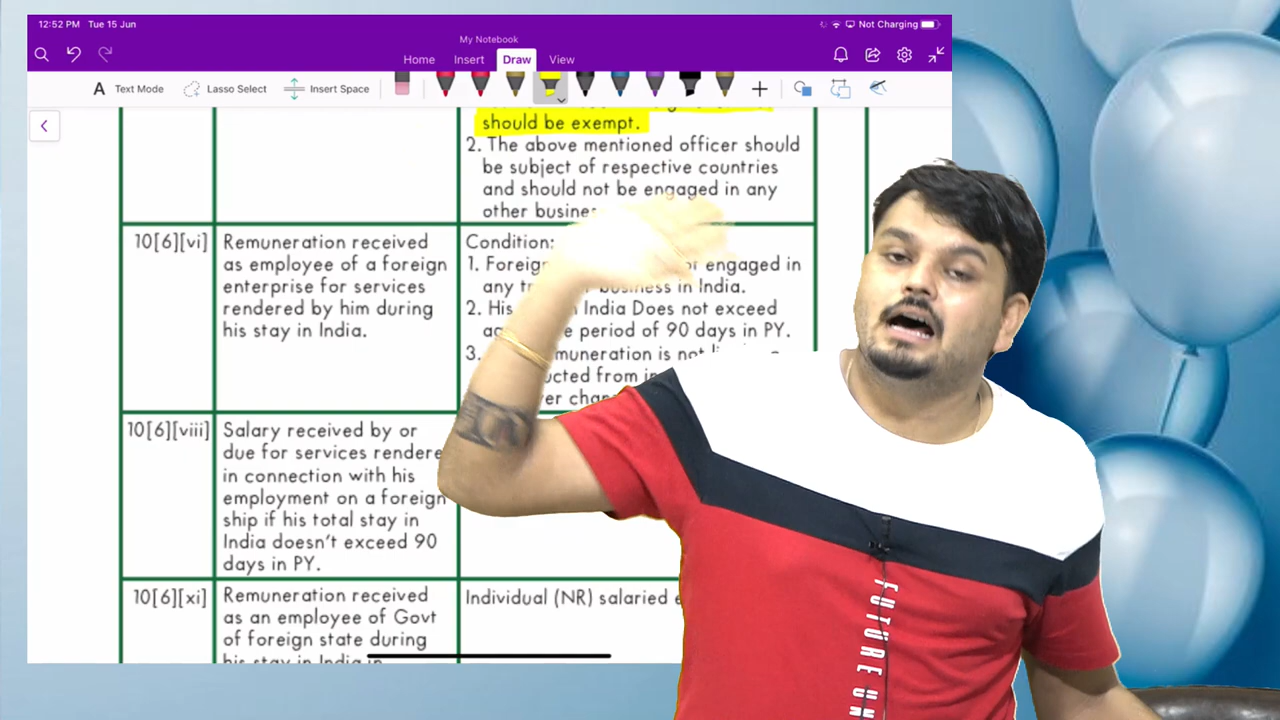 12:52 PM Tue 15 Jun
Not Charging
My Notebook
Home Insert Draw View
A Text Mode Lasso Select Insert Space
should be exempt.
2. The above mentioned officer should
be subject of respective countries
and should not be engaged in any
other
10[6][vi] Remuneration received
as employee of a foreign
enterprise for services
rendered by him during
his stay in India.
Condition:
1. engaged in
any business in India.
2. His India Does not exceed
period of 90 days in PY.
3. is not
from
10[6][viii] Salary received by or
due for services
in connection with his
employment on a foreign
ship if his total stay in
India doesn't exceed 90
days in PY.
10[6][xi] Remuneration received
as an employee of Govt
of foreign state during
his stay in India in
Individual (NR) salaried
FUTURE